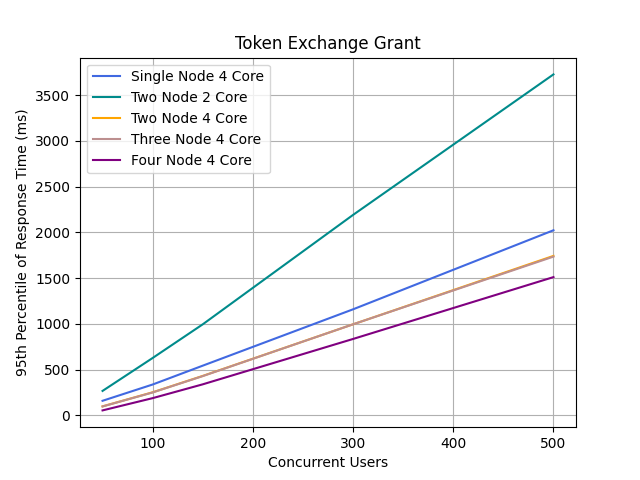 Token Exchange Grant
Single Node 4 Core
Two Node 2 Core
Two Node 4 Core
Three Node 4 Core
Four Node 4 Core
95th Percentile of Response Time (ms)
3500
3000
2500
2000
1500
1000
500
0
100
200
300
400
500
Concurrent Users